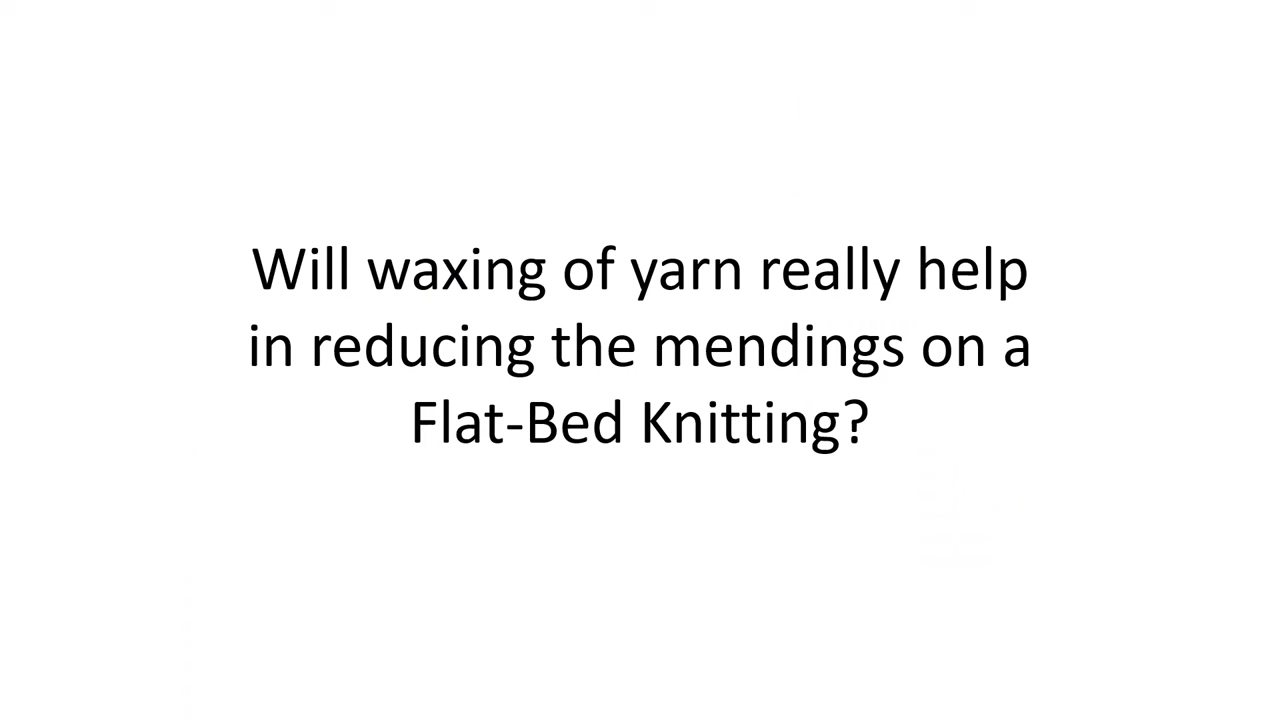 Will waxing of yarn really help
in reducing the mendings on a
Flat-Bed Knitting?